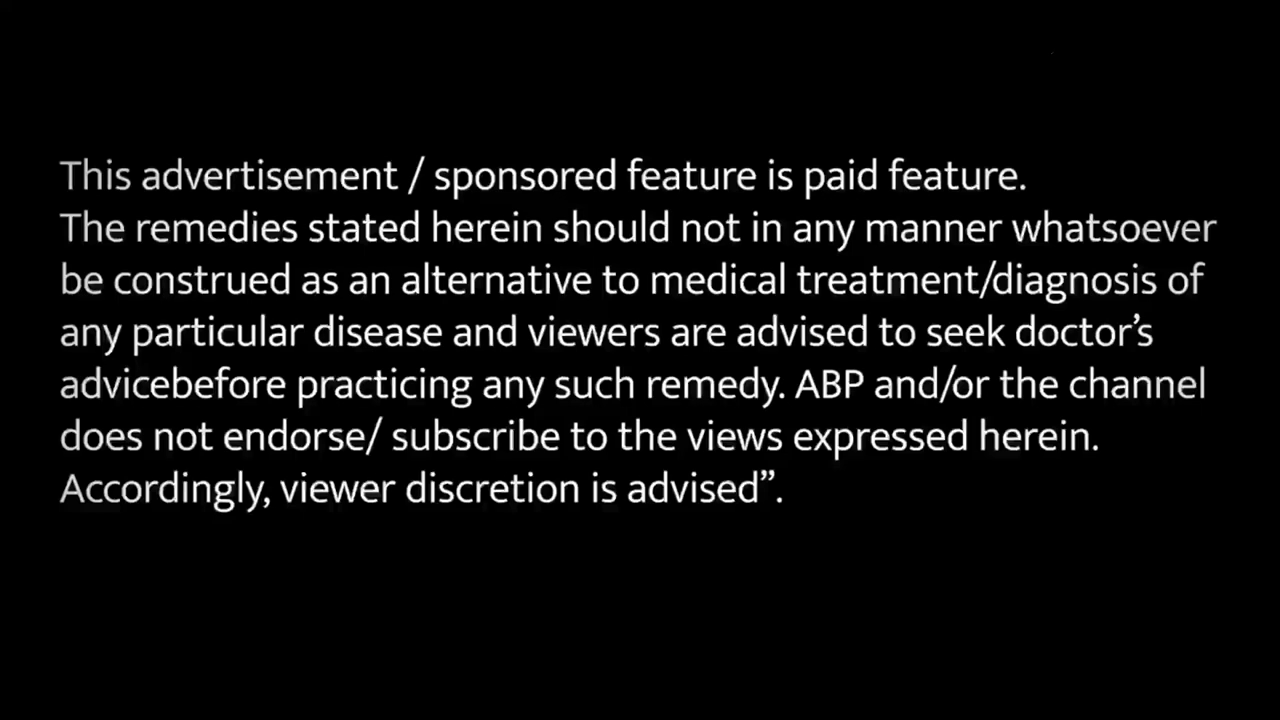 This advertisement / sponsored feature is paid feature.
The remedies stated herein should not in any manner whatsoever
be construed as an alternative to medical treatment/diagnosis of
any particular disease and viewers are advised to seek doctor’s
advicebefore practicing any such remedy. ABP and/or the channel
does not endorse/ subscribe to the views expressed herein.
Accordingly, viewer discretion is advised”.